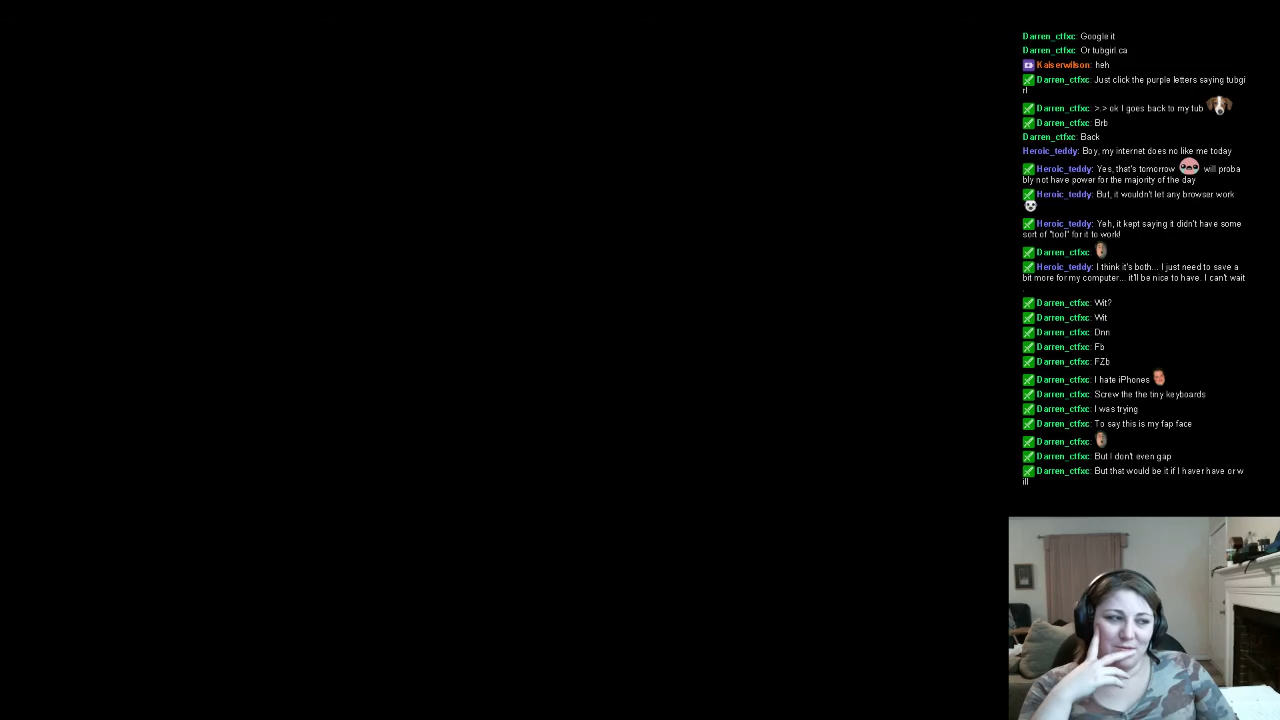 Darren_ctfxc: Google it
Darren_ctfxc: Or tubgirl ca
Kaiserwilson: heh
Darren_ctfxc: Just click the purple letters saying tubgi
rl
Darren_ctfxc: >.> ok I goes back to my tub
Darren_ctfxc: Brb
Darren_ctfxc: Back
Heroic_teddy: Boy, my internet does no like me today
Heroic_teddy: Yes, that's tomorrow will proba
bly not have power for the majority of the day
Heroic_teddy: But, it wouldn't let any browser work
Heroic_teddy: Yeh, it kept saying it didn't have some
sort of "tool" for it to work!
Darren_ctfxc:
Heroic_teddy: I think it's both... I just need to save a
bit more for my computer... it'll be nice to have. I can't wait
.
Darren_ctfxc: Wit?
Darren_ctfxc: Wit
Darren_ctfxc: Dnn
Darren_ctfxc: Fb
Darren_ctfxc: FZb
Darren_ctfxc: I hate iPhones
Darren_ctfxc: Screw the the tiny keyboards
Darren_ctfxc: I was trying
Darren_ctfxc: To say this is my fap face
Darren_ctfxc:
Darren_ctfxc: But I don't even gap
Darren_ctfxc: But that would be it if I haver have or w
ill